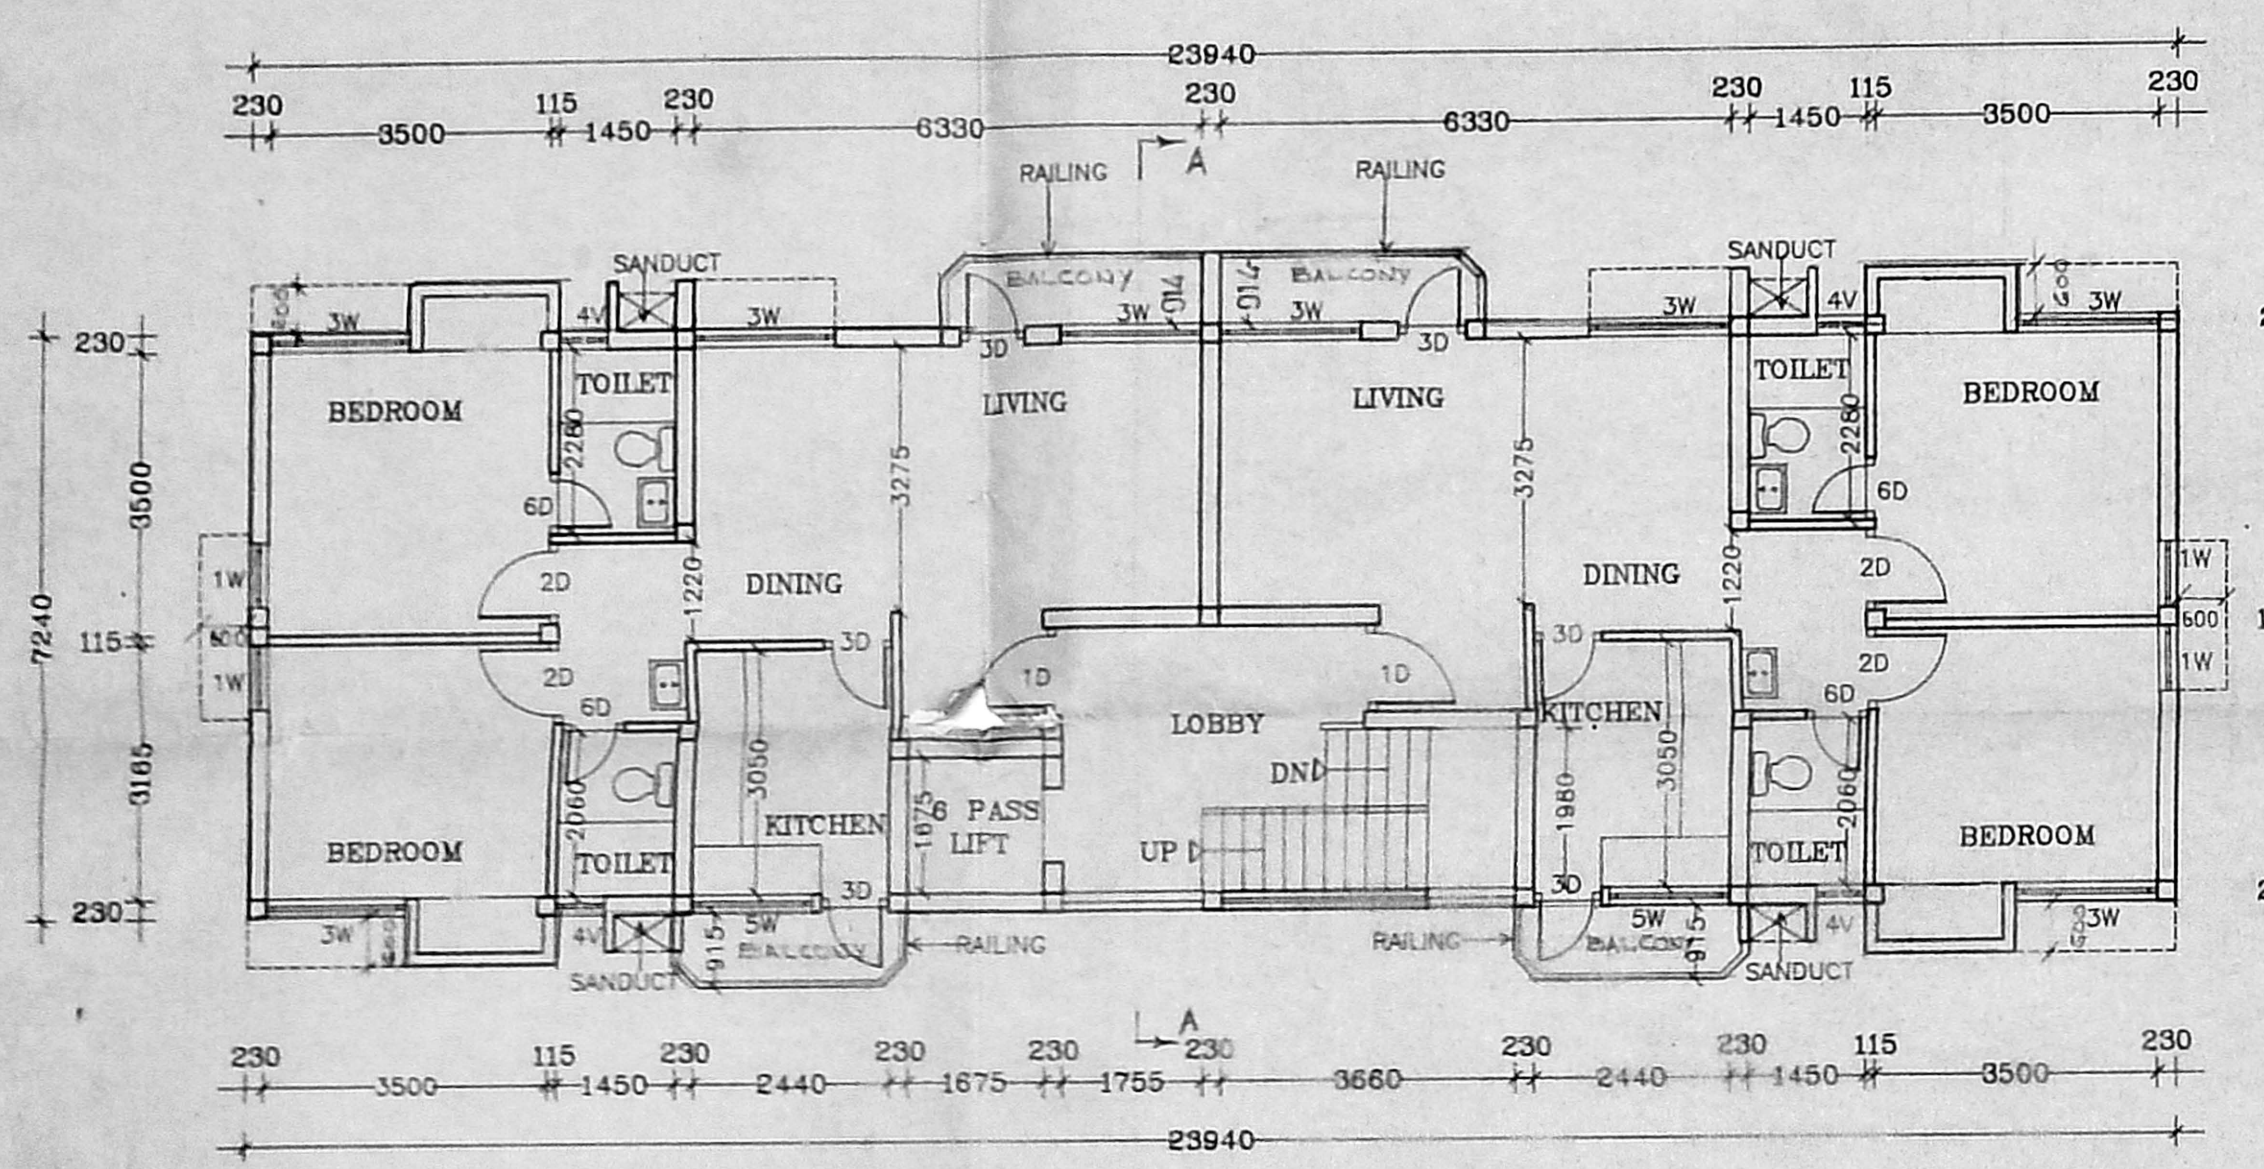 23940
230 115 230 230 230 115 230
3500 1450 6330 6330 1450 3500
A
RAILING RAILING
SANDUCT SANDUCT
BALCONY 914 914 BALCONY
600 3W 4V 3W 3W 3W 3W 4V 3W 600
230
3D 3D
TOILET TOILET
BEDROOM LIVING LIVING BEDROOM
2280 3275 3275 2280
3500
6D 6D
1W 2D 1220 DINING DINING 1220 2D 1W
7240
115 600 3D 3D 600
1W 2D 1D 1D 2D 1W
6D 6D
LOBBY KITCHEN
3165 3050 DN 3050
2060 1675 6 PASS 1980 2060
KITCHEN LIFT
BEDROOM TOILET UP TOILET BEDROOM
3D 3D
230
3W 4V 5W 5W 4V 3W
600 915 BALCONY RAILING RAILING BALCONY 915 600
SANDUCT SANDUCT
A
230 115 230 230 230 230 230 230 115 230
3500 1450 2440 1675 1755 3660 2440 1450 3500
23940